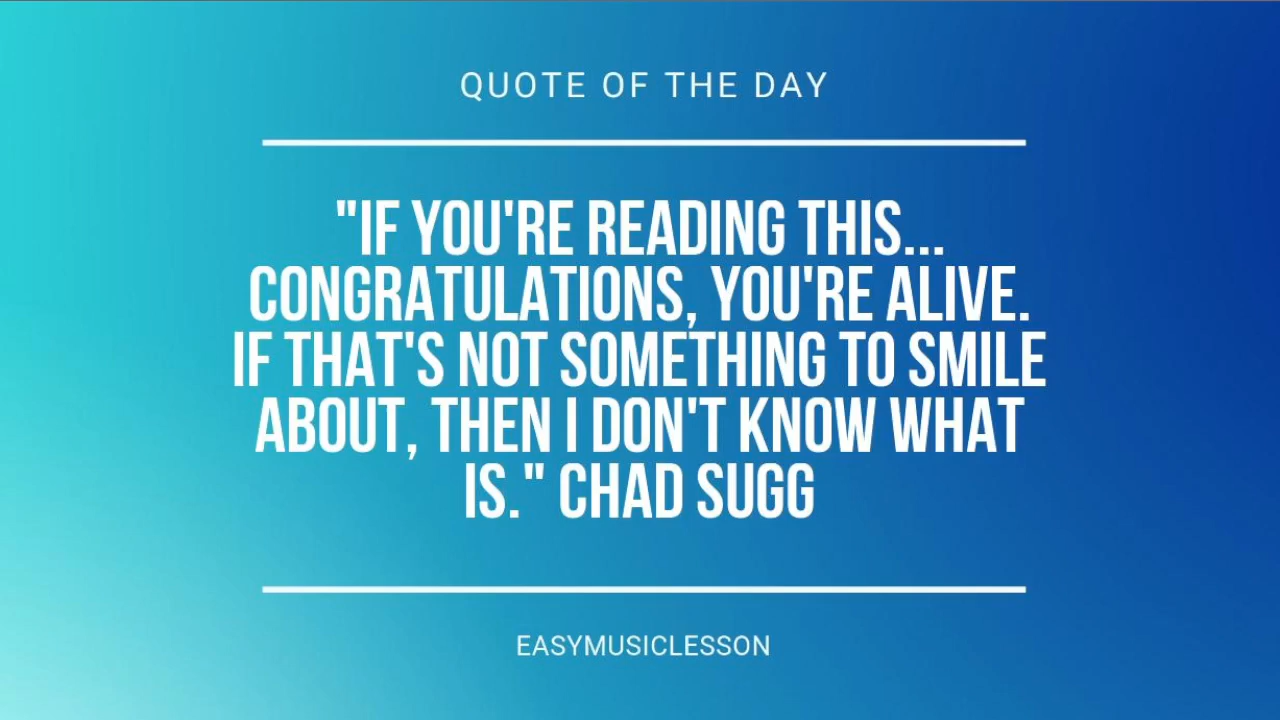 QUOTE OF THE DAY
"IF YOU'RE READING THIS...
CONGRATULATIONS, YOU'RE ALIVE.
IF THAT'S NOT SOMETHING TO SMILE
ABOUT, THEN I DON'T KNOW WHAT
IS." CHAD SUGG
EASYMUSICLESSON